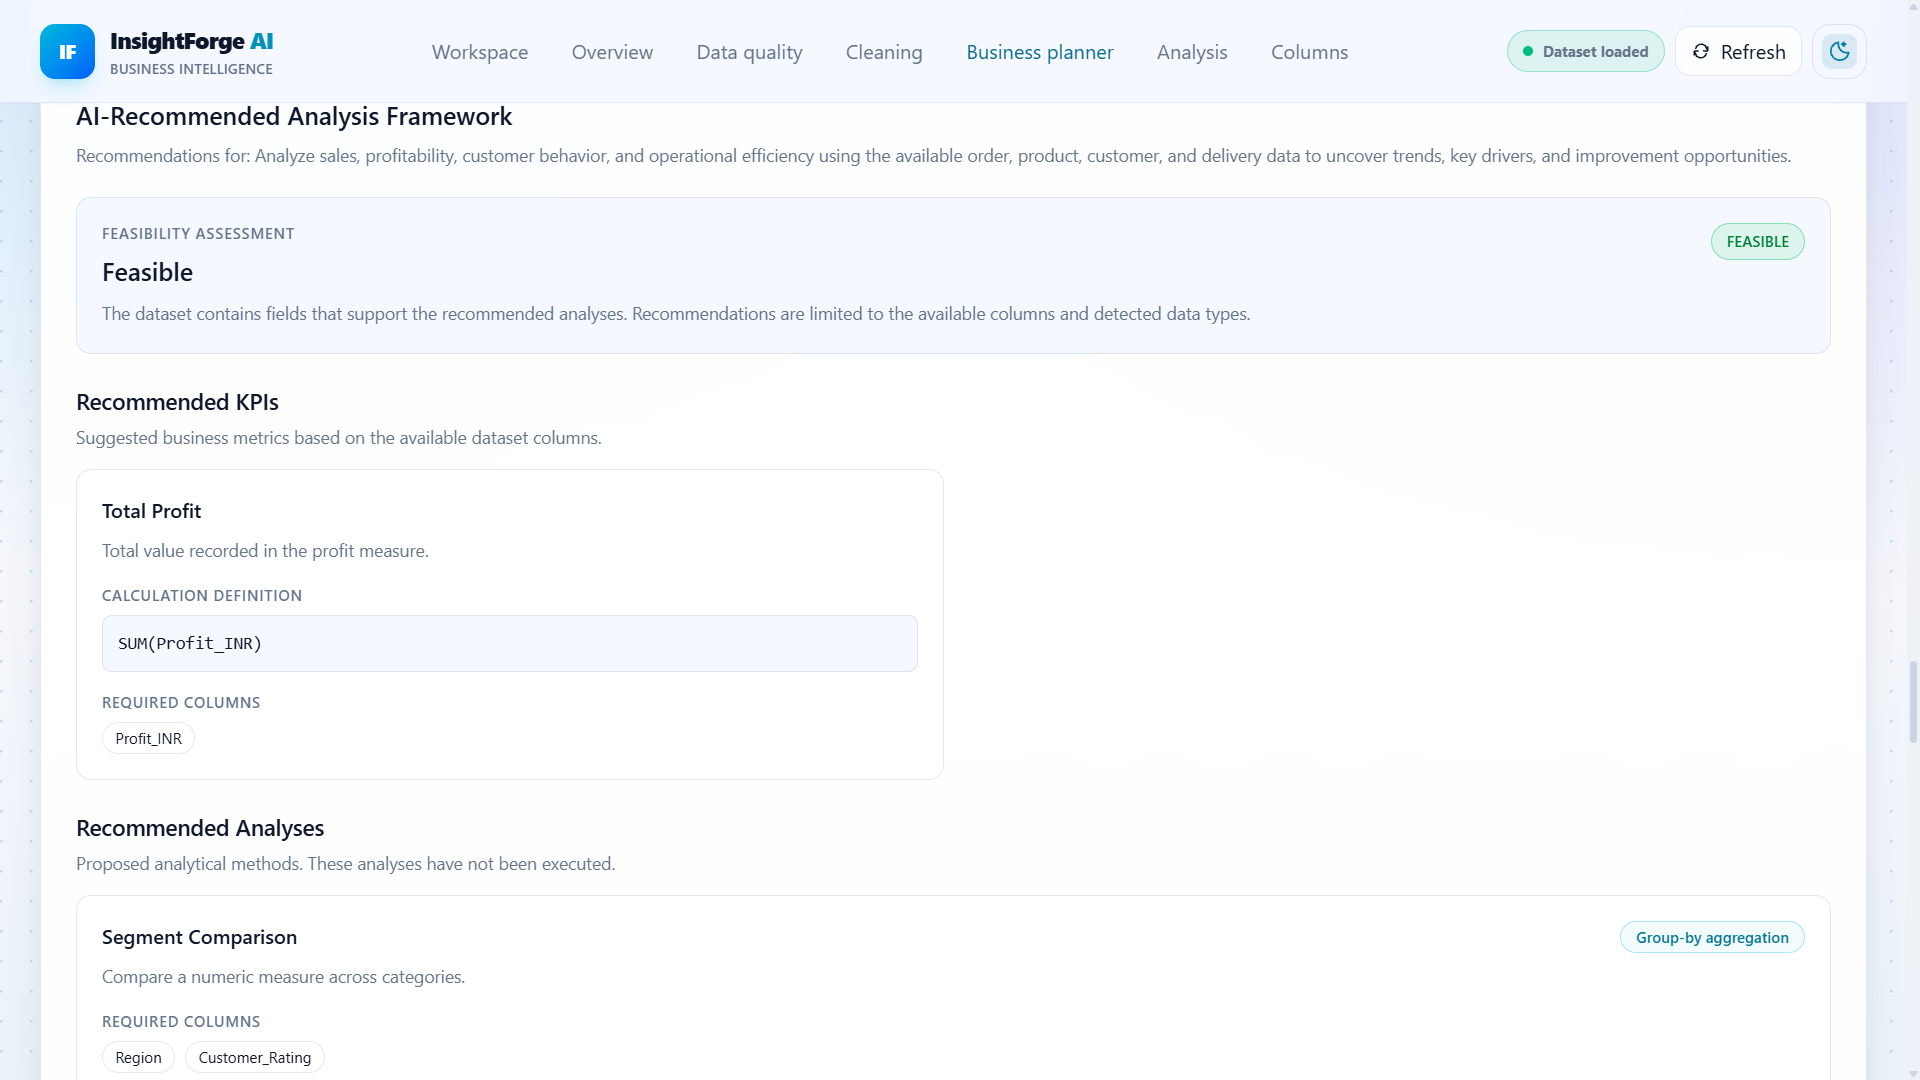 IF
InsightForge AI
BUSINESS INTELLIGENCE
Workspace
Overview
Data quality
Cleaning
Business planner
Analysis
Columns
Dataset loaded
Refresh
AI-Recommended Analysis Framework
Recommendations for: Analyze sales, profitability, customer behavior, and operational efficiency using the available order, product, customer, and delivery data to uncover trends, key drivers, and improvement opportunities.
FEASIBILITY ASSESSMENT
FEASIBLE
Feasible
The dataset contains fields that support the recommended analyses. Recommendations are limited to the available columns and detected data types.
Recommended KPIs
Suggested business metrics based on the available dataset columns.
Total Profit
Total value recorded in the profit measure.
CALCULATION DEFINITION
SUM(Profit_INR)
REQUIRED COLUMNS
Profit_INR
Recommended Analyses
Proposed analytical methods. These analyses have not been executed.
Segment Comparison
Group-by aggregation
Compare a numeric measure across categories.
REQUIRED COLUMNS
Region
Customer_Rating